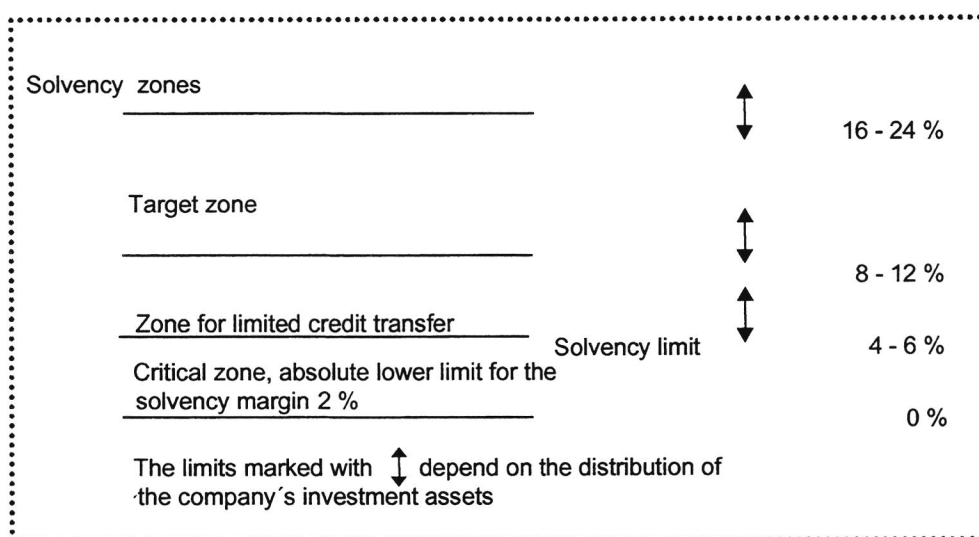 Solvency zones
16 - 24 %
Target zone
8 - 12 %
Zone for limited credit transfer
Solvency limit
4 - 6 %
Critical zone, absolute lower limit for the
solvency margin 2 %
0 %
The limits marked with ↕ depend on the distribution of
the company´s investment assets